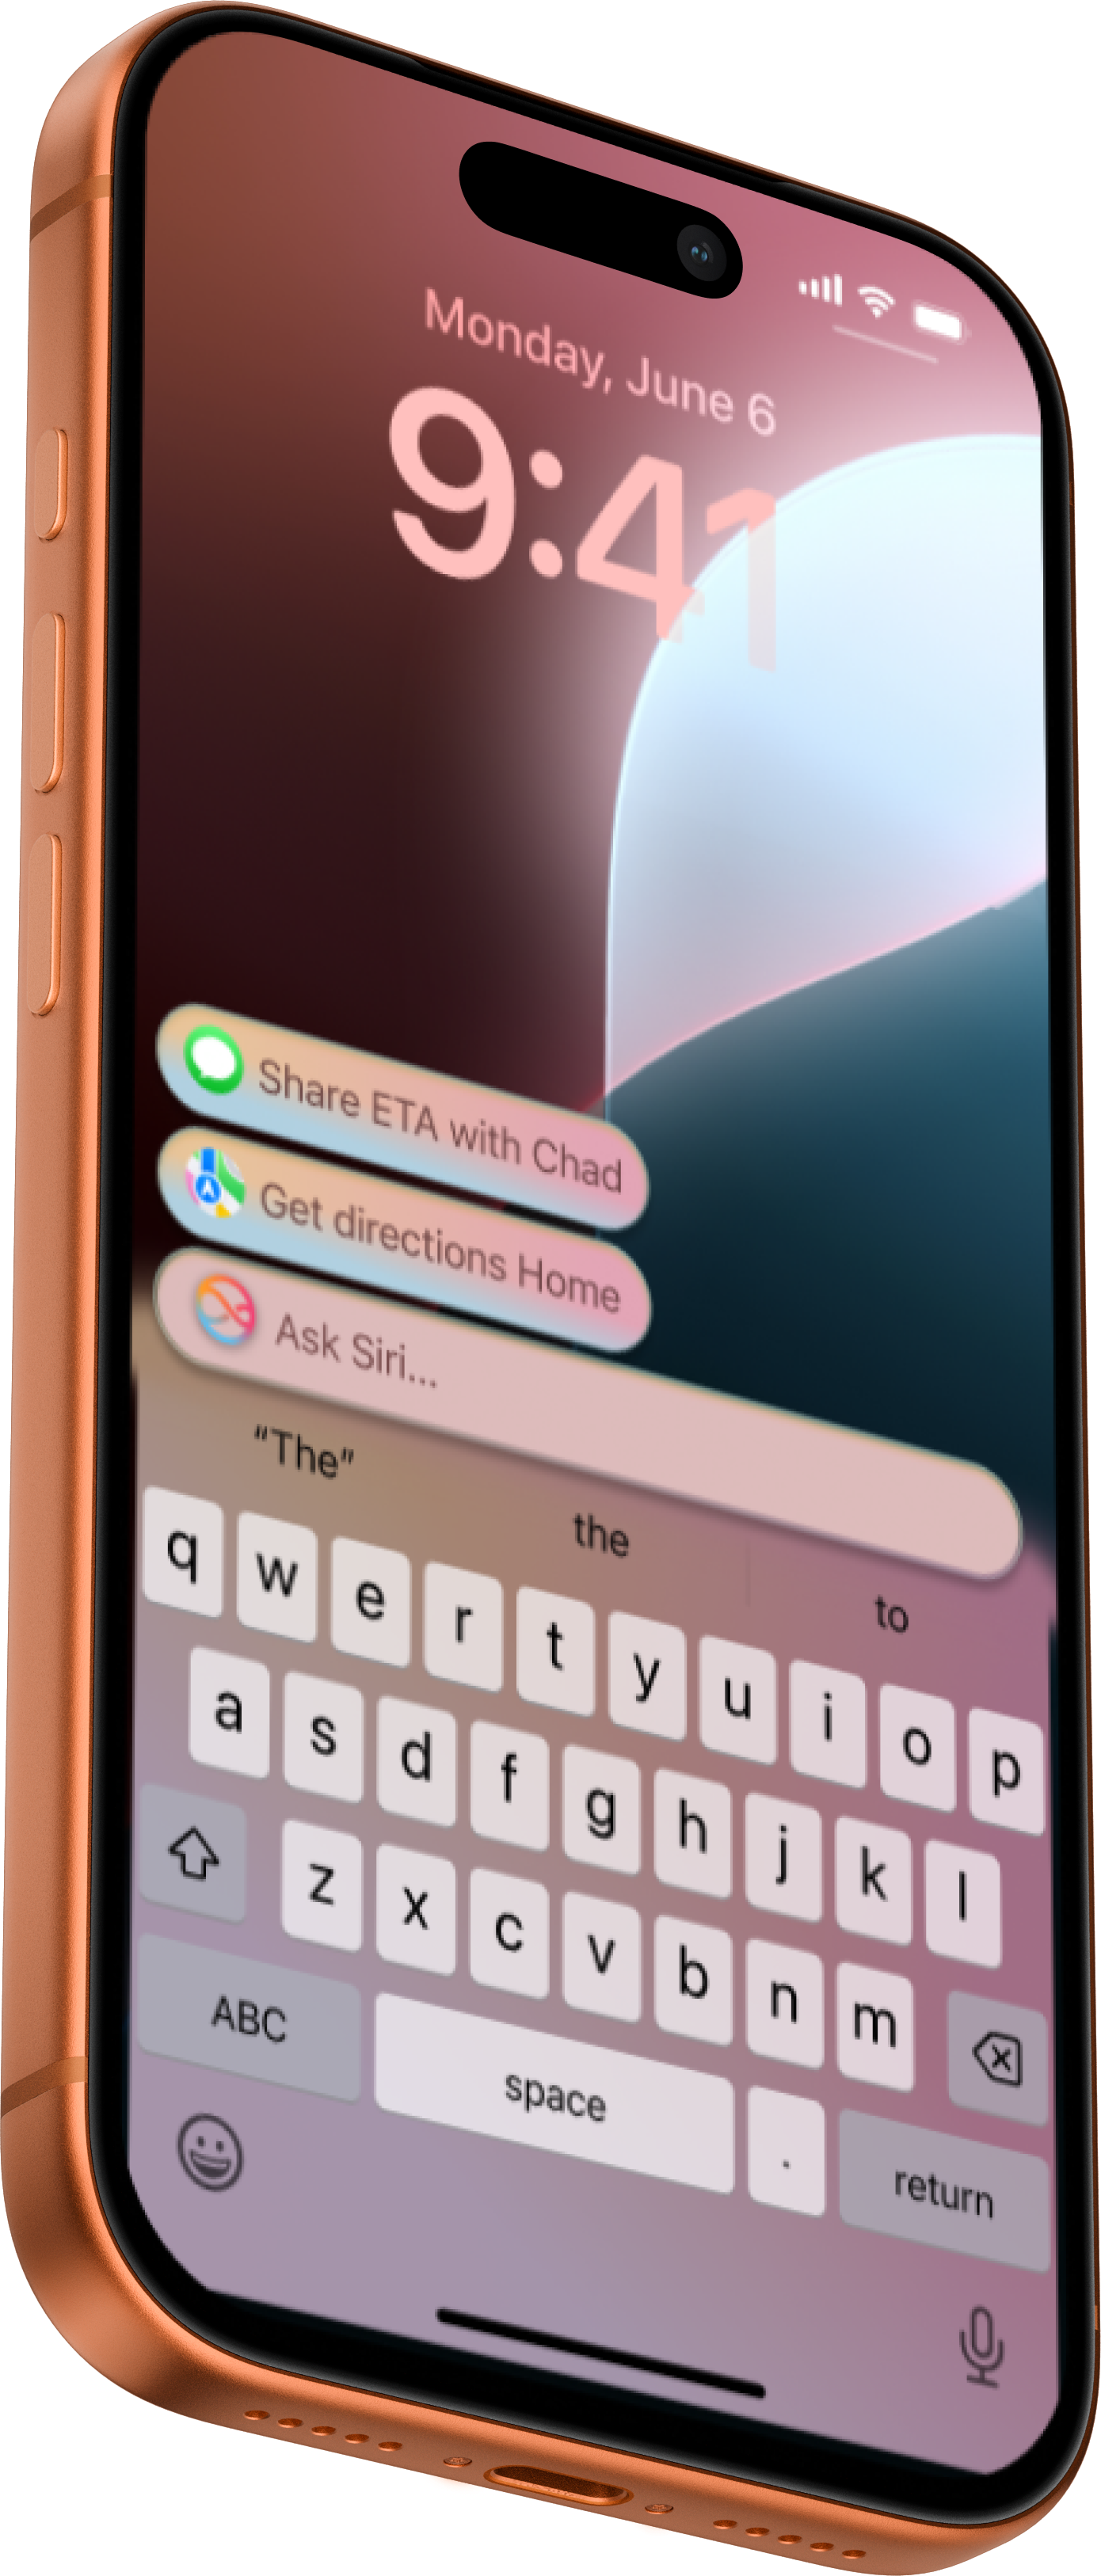 Monday, June 6
9:41
Share ETA with Chad
Get directions Home
Ask Siri...
“The”
the
to
q w e r t y u i o p
a s d f g h j k l
z x c v b n m
ABC
space
.
return